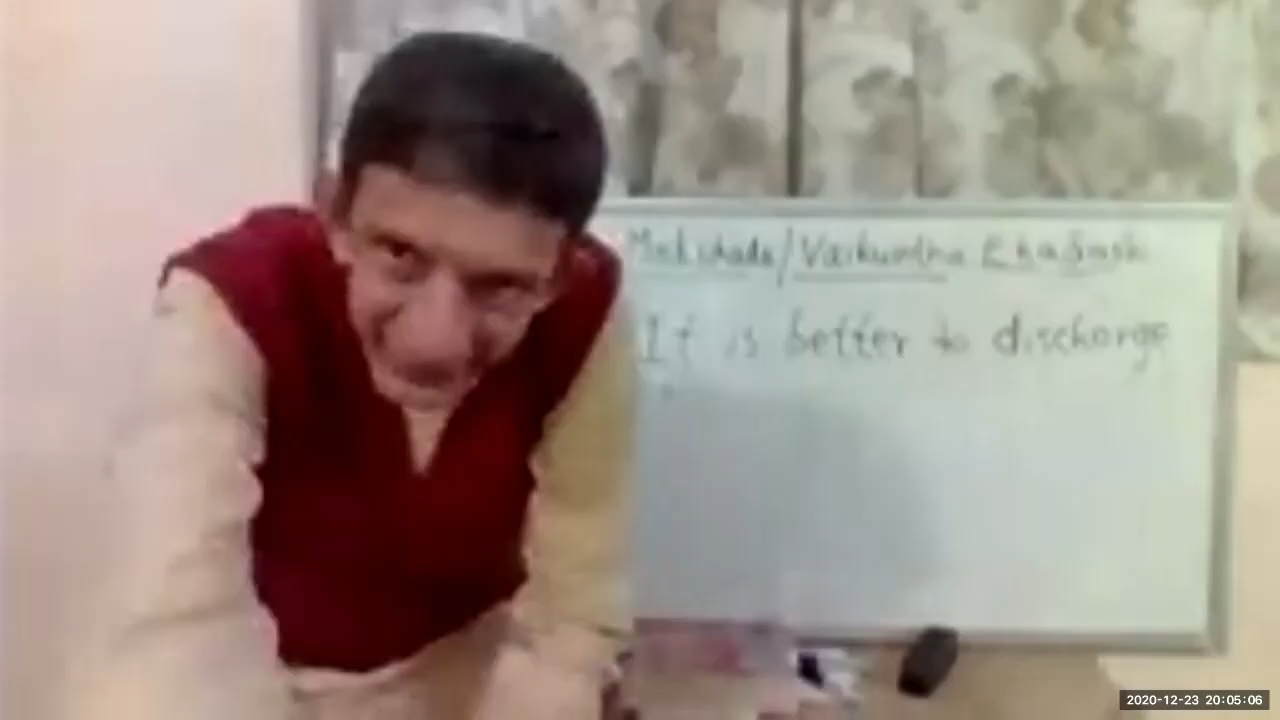 Mokshada/Vaikuntha Ekadashi
It is better to discharge
2020-12-23 20:05:06